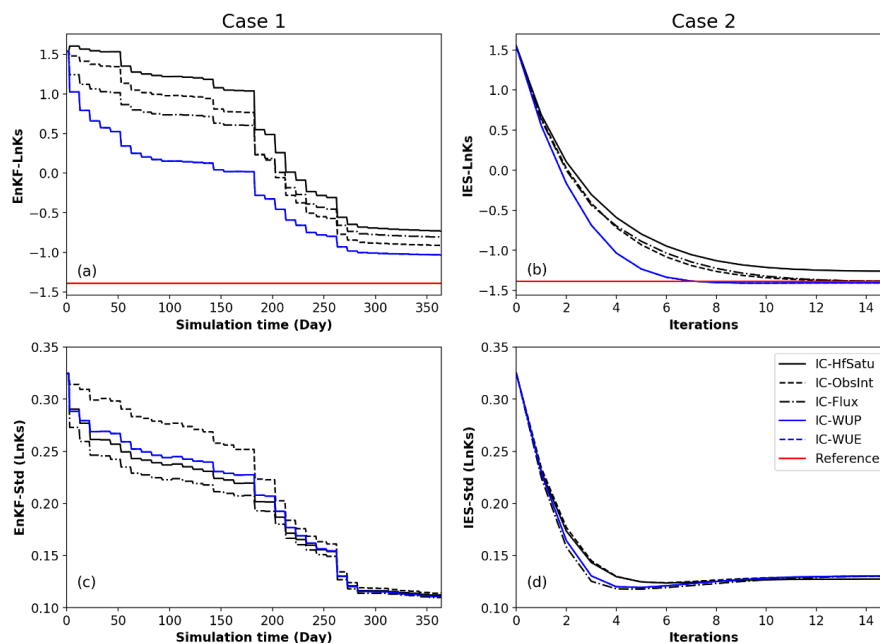 Case 1
Case 2
EnKF-LnKs
1.5
1.0
0.5
0.0
−0.5
−1.0
−1.5
(a)
0 50 100 150 200 250 300 350
Simulation time (Day)
IES-LnKs
1.5
1.0
0.5
0.0
−0.5
−1.0
−1.5
(b)
0 2 4 6 8 10 12 14
Iterations
EnKF-Std (LnKs)
0.35
0.30
0.25
0.20
0.15
0.10
(c)
0 50 100 150 200 250 300 350
Simulation time (Day)
IES-Std (LnKs)
0.35
0.30
0.25
0.20
0.15
0.10
(d)
IC-HfSatu
IC-ObsInt
IC-Flux
IC-WUP
IC-WUE
Reference
0 2 4 6 8 10 12 14
Iterations